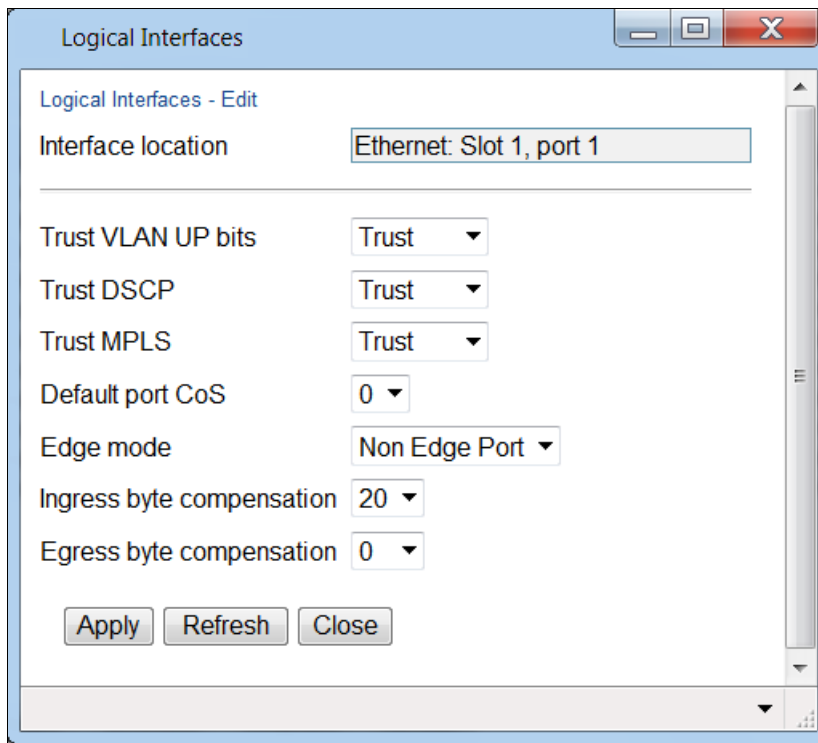 Logical Interfaces
Logical Interfaces - Edit
Interface location Ethernet: Slot 1, port 1
Trust VLAN UP bits Trust
Trust DSCP Trust
Trust MPLS Trust
Default port CoS 0
Edge mode Non Edge Port
Ingress byte compensation 20
Egress byte compensation 0
Apply Refresh Close